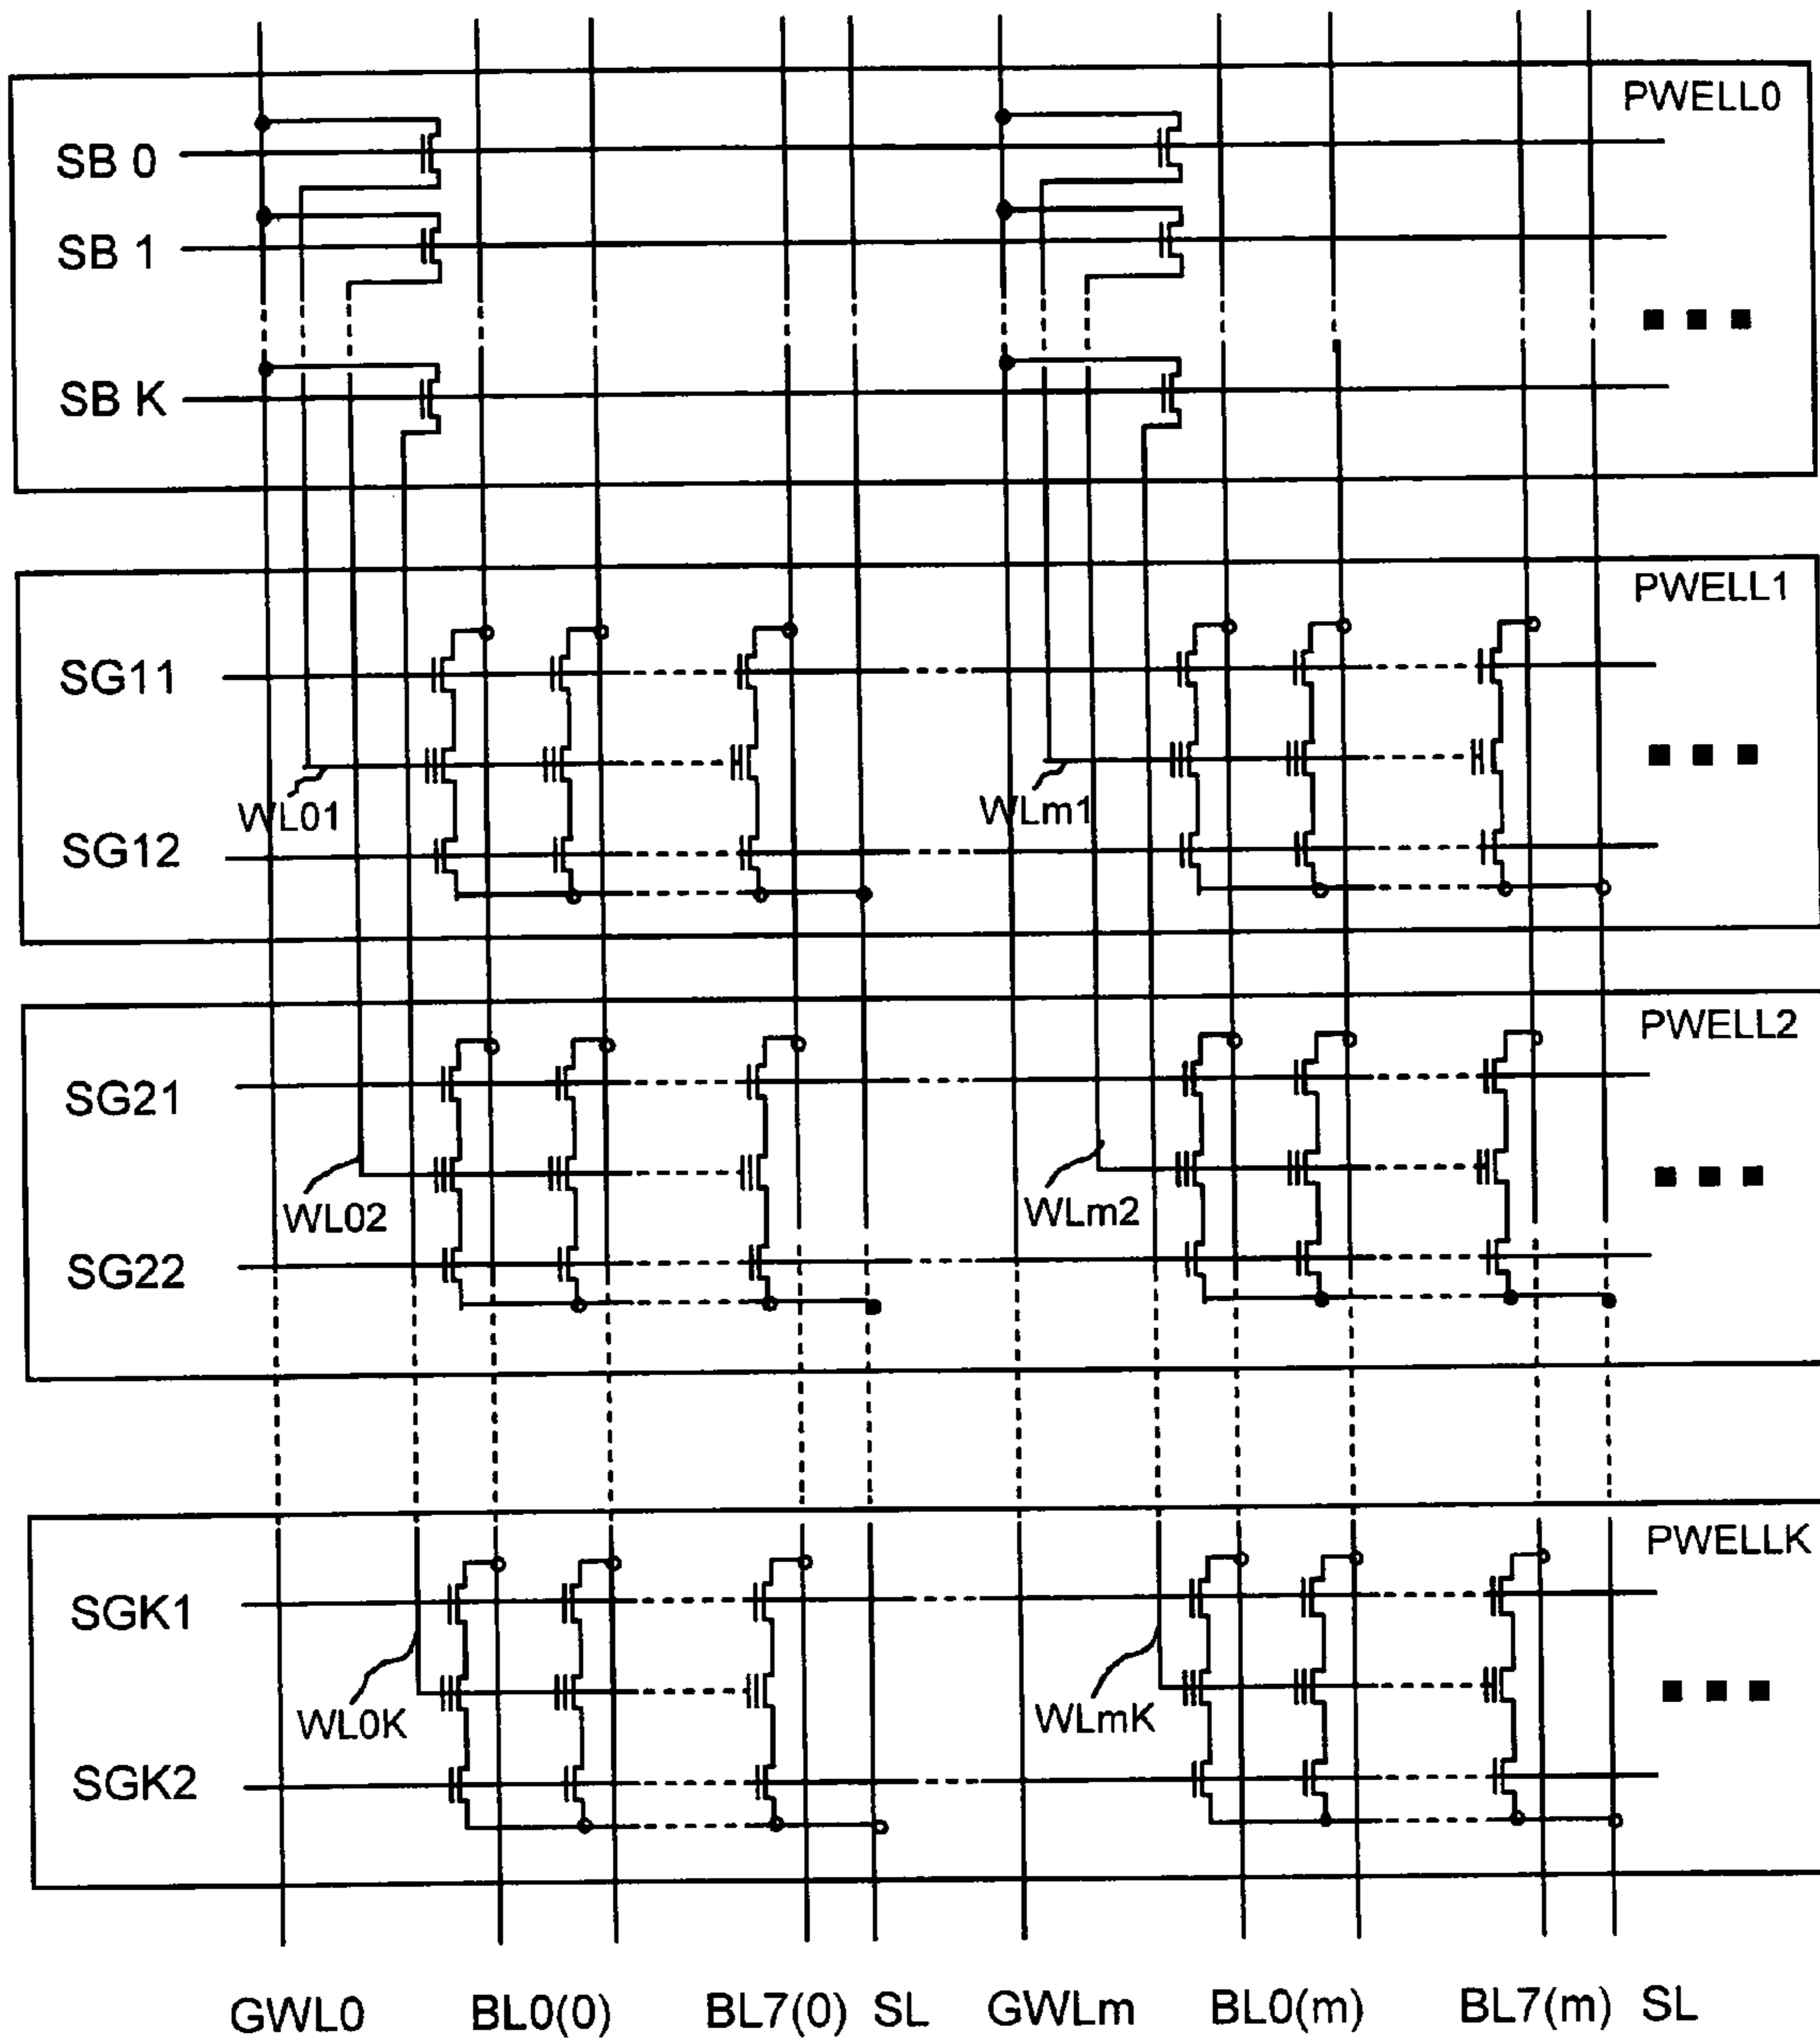 PWELL0
SB 0
SB 1
SB K
PWELL1
SG11
WL01
WLm1
SG12
PWELL2
SG21
WL02
WLm2
SG22
PWELLK
SGK1
WL0K
WLmK
SGK2
GWL0 BL0(0) BL7(0) SL GWLm BL0(m) BL7(m) SL